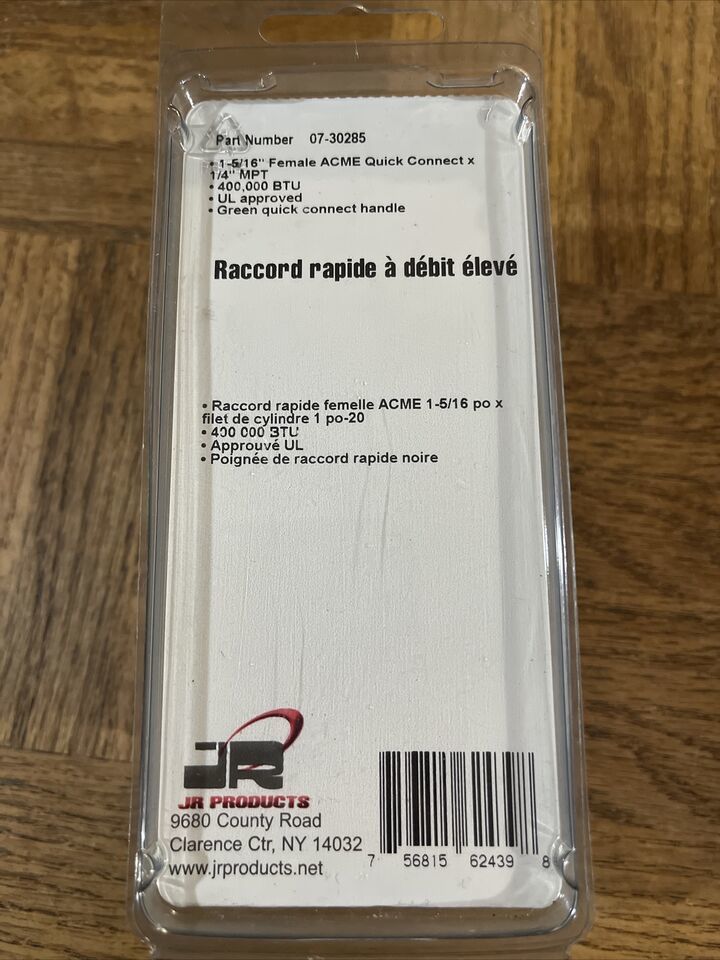 Part Number 07-30285
• 1-5/16" Female ACME Quick Connect x
1/4" MPT
• 400,000 BTU
• UL approved
• Green quick connect handle
Raccord rapide à débit élevé
• Raccord rapide femelle ACME 1-5/16 po x
filet de cylindre 1 po-20
• 400 000 BTU
• Approuvé UL
• Poignée de raccord rapide noire
JR
JR PRODUCTS
9680 County Road
Clarence Ctr, NY 14032
www.jrproducts.net
7 56815 62439 8